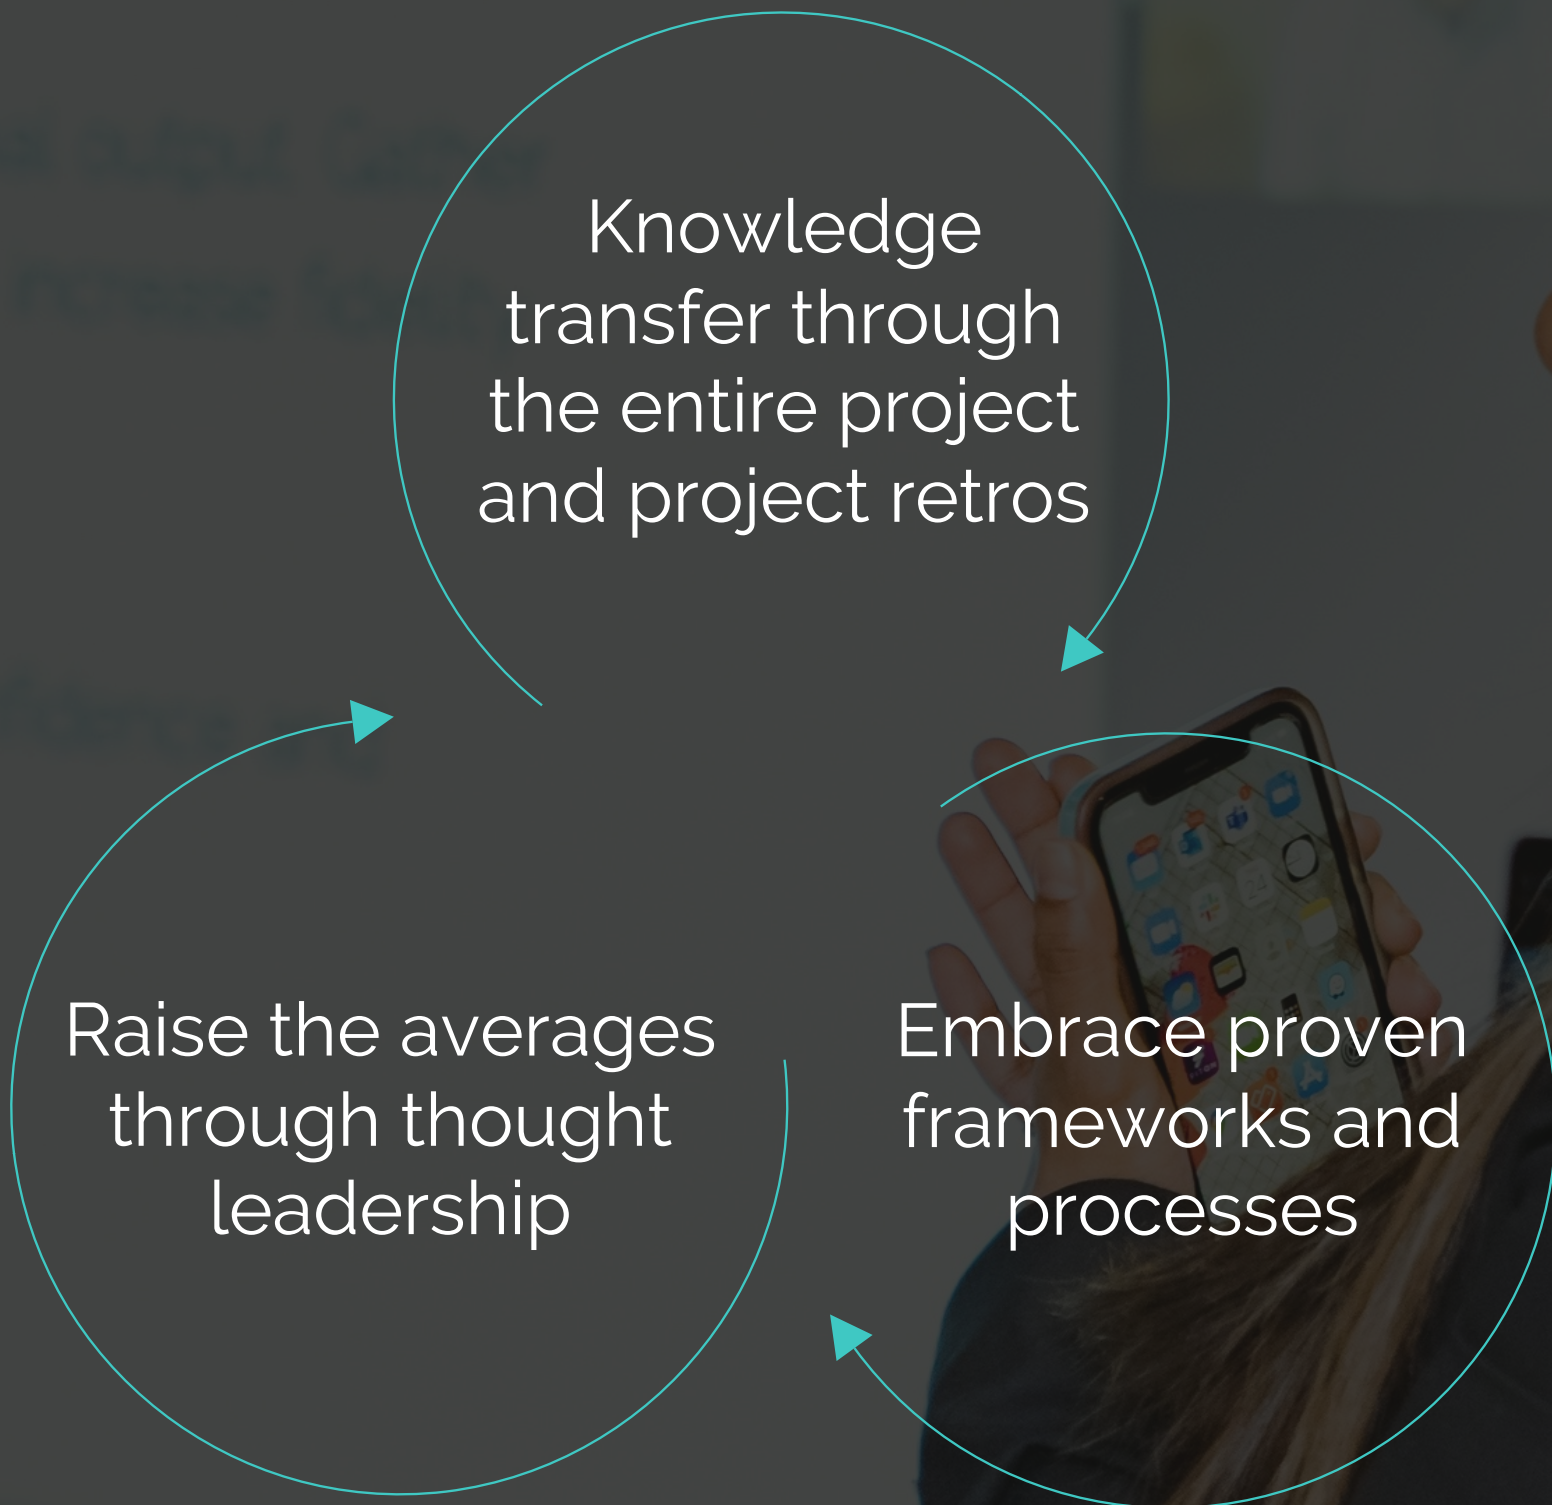 Knowledge
transfer through
the entire project
and project retros
Raise the averages
through thought
leadership
Embrace proven
frameworks and
processes